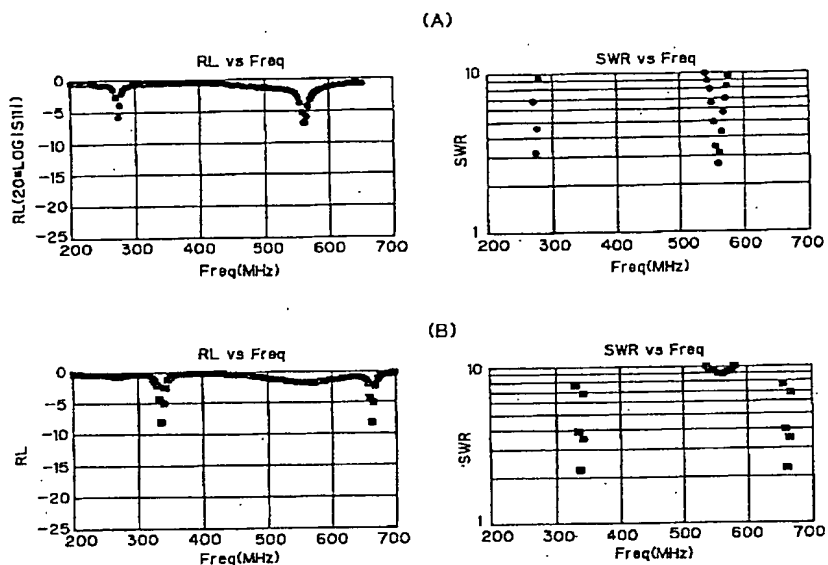 (A)
RL vs Freq
RL(20*LOG|S11|)
0
-5
-10
-15
-20
-25
200 300 400 500 600 700
Freq(MHz)
SWR vs Freq
SWR
10
1
200 300 400 500 600 700
Freq(MHz)
(B)
RL vs Freq
RL
0
-5
-10
-15
-20
-25
200 300 400 500 600 700
Freq(MHz)
SWR vs Freq
SWR
10
1
200 300 400 500 600 700
Freq(MHz)